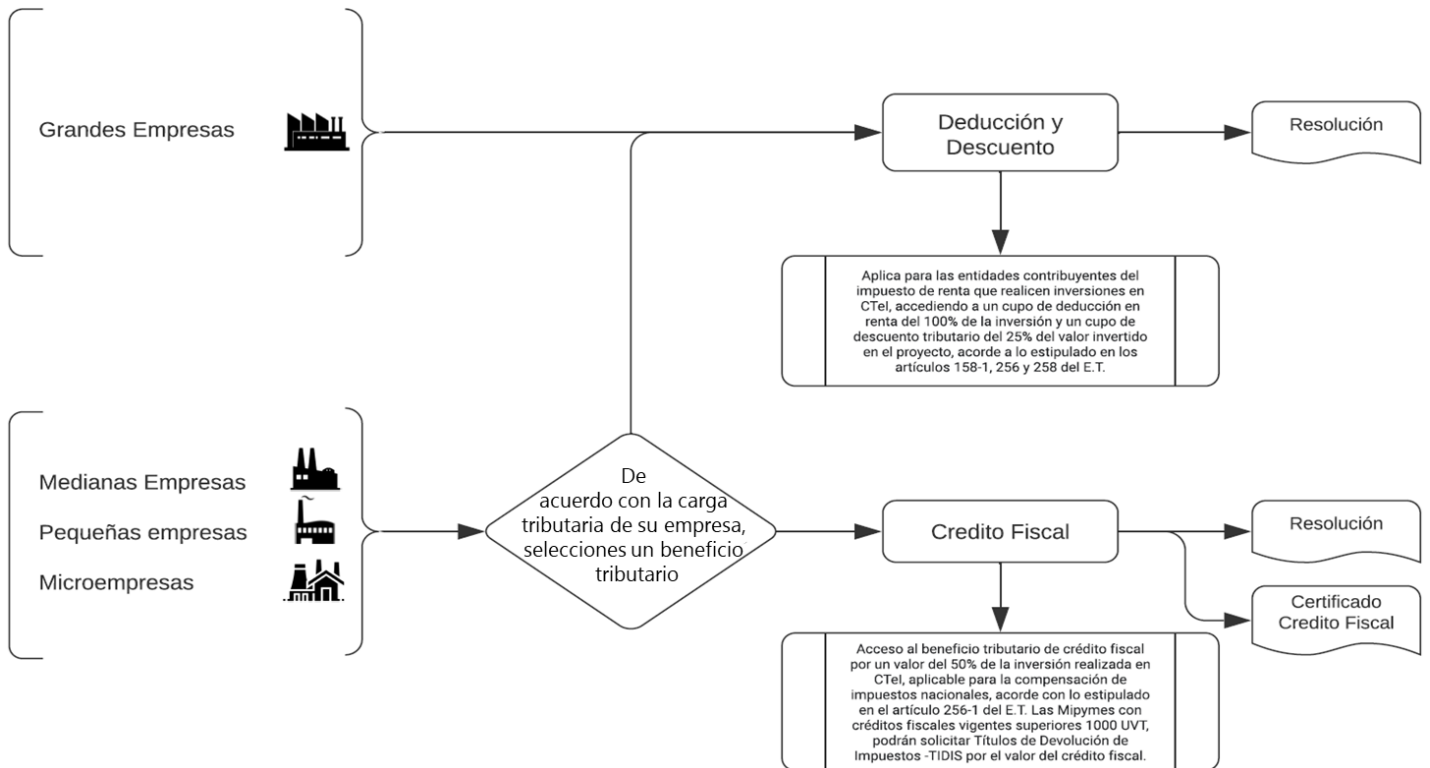 Grandes Empresas
Deducción y
Descuento
Resolución
Aplica para las entidades contribuyentes del
impuesto de renta que realicen inversiones en
CTeI, accediendo a un cupo de deducción en
renta del 100% de la inversión y un cupo de
descuento tributario del 25% del valor invertido
en el proyecto, acorde a lo estipulado en los
artículos 158-1, 256 y 258 del E.T.
Medianas Empresas
Pequeñas empresas
Microempresas
De
acuerdo con la carga
tributaria de su empresa,
selecciones un beneficio
tributario
Credito Fiscal
Resolución
Certificado
Credito Fiscal
Acceso al beneficio tributario de crédito fiscal
por un valor del 50% de la inversión realizada en
CTeI, aplicable para la compensación de
impuestos nacionales, acorde con lo estipulado
en el artículo 256-1 del E.T. Las Mipymes con
créditos fiscales vigentes superiores 1000 UVT,
podrán solicitar Títulos de Devolución de
Impuestos -TIDIS por el valor del crédito fiscal.